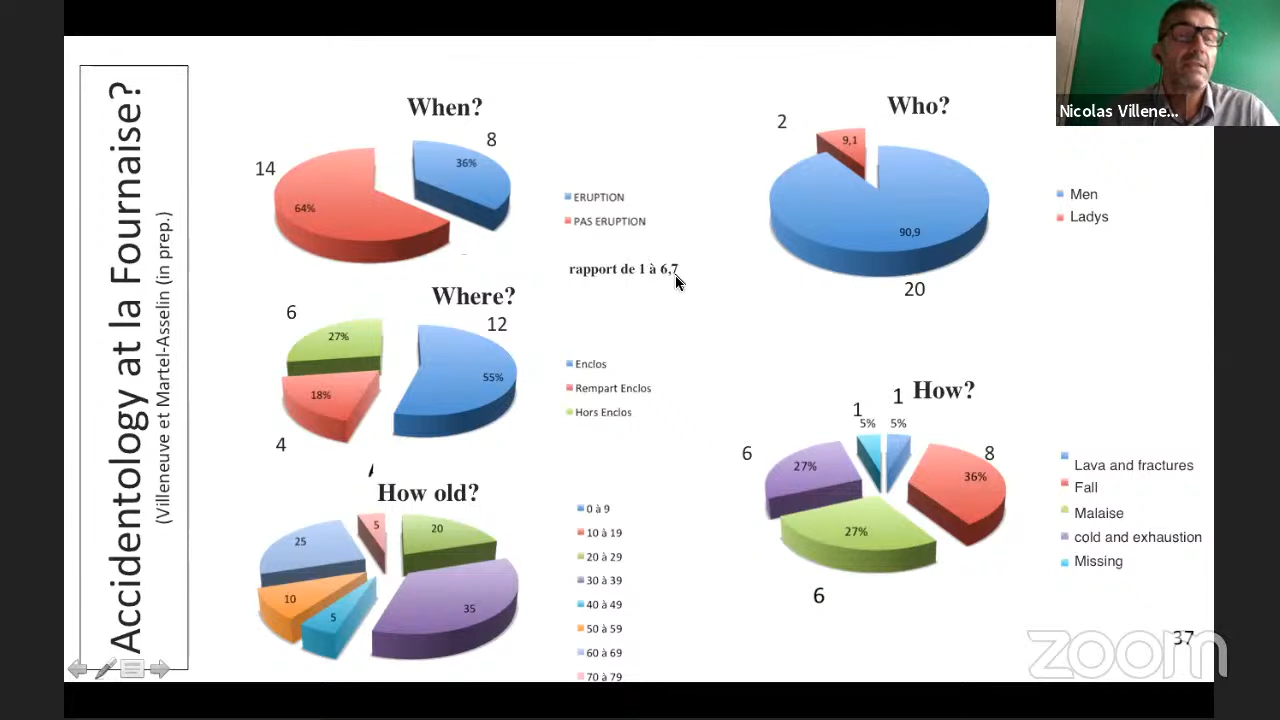 Accidentology at la Fournaise?
(Villeneuve et Martel-Asselin (in prep.)
When?
14
8
36%
64%
ERUPTION
PAS ERUPTION
rapport de 1 à 6,7
Who?
2
9,1
90,9
20
Men
Ladys
Where?
6
12
27%
55%
18%
4
Enclos
Rempart Enclos
Hors Enclos
How?
1
1
5%
5%
6
8
27%
36%
27%
6
Lava and fractures
Fall
Malaise
cold and exhaustion
Missing
How old?
5
20
25
35
10
5
0 à 9
10 à 19
20 à 29
30 à 39
40 à 49
50 à 59
60 à 69
70 à 79
37
zoom
Nicolas Villene...